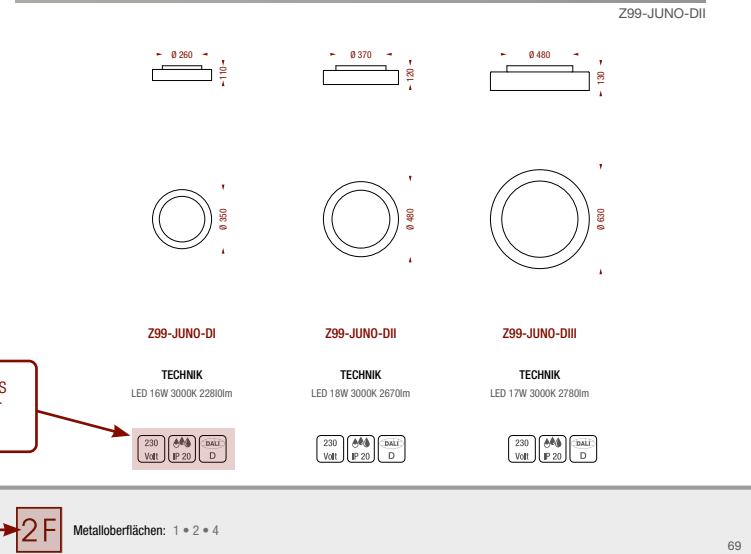 Z99-JUNO-DII
Ø 260
110
Ø 370
120
Ø 480
130
Ø 350
Ø 480
Ø 630
Z99-JUNO-DI
Z99-JUNO-DII
Z99-JUNO-DIII
TECHNIK
TECHNIK
TECHNIK
LED 16W 3000K 228l0lm
LED 18W 3000K 2670lm
LED 17W 3000K 2780lm
S
230 Volt IP 20 DALI D
230 Volt IP 20 DALI D
230 Volt IP 20 DALI D
2F Metalloberflächen: 1 • 2 • 4
69